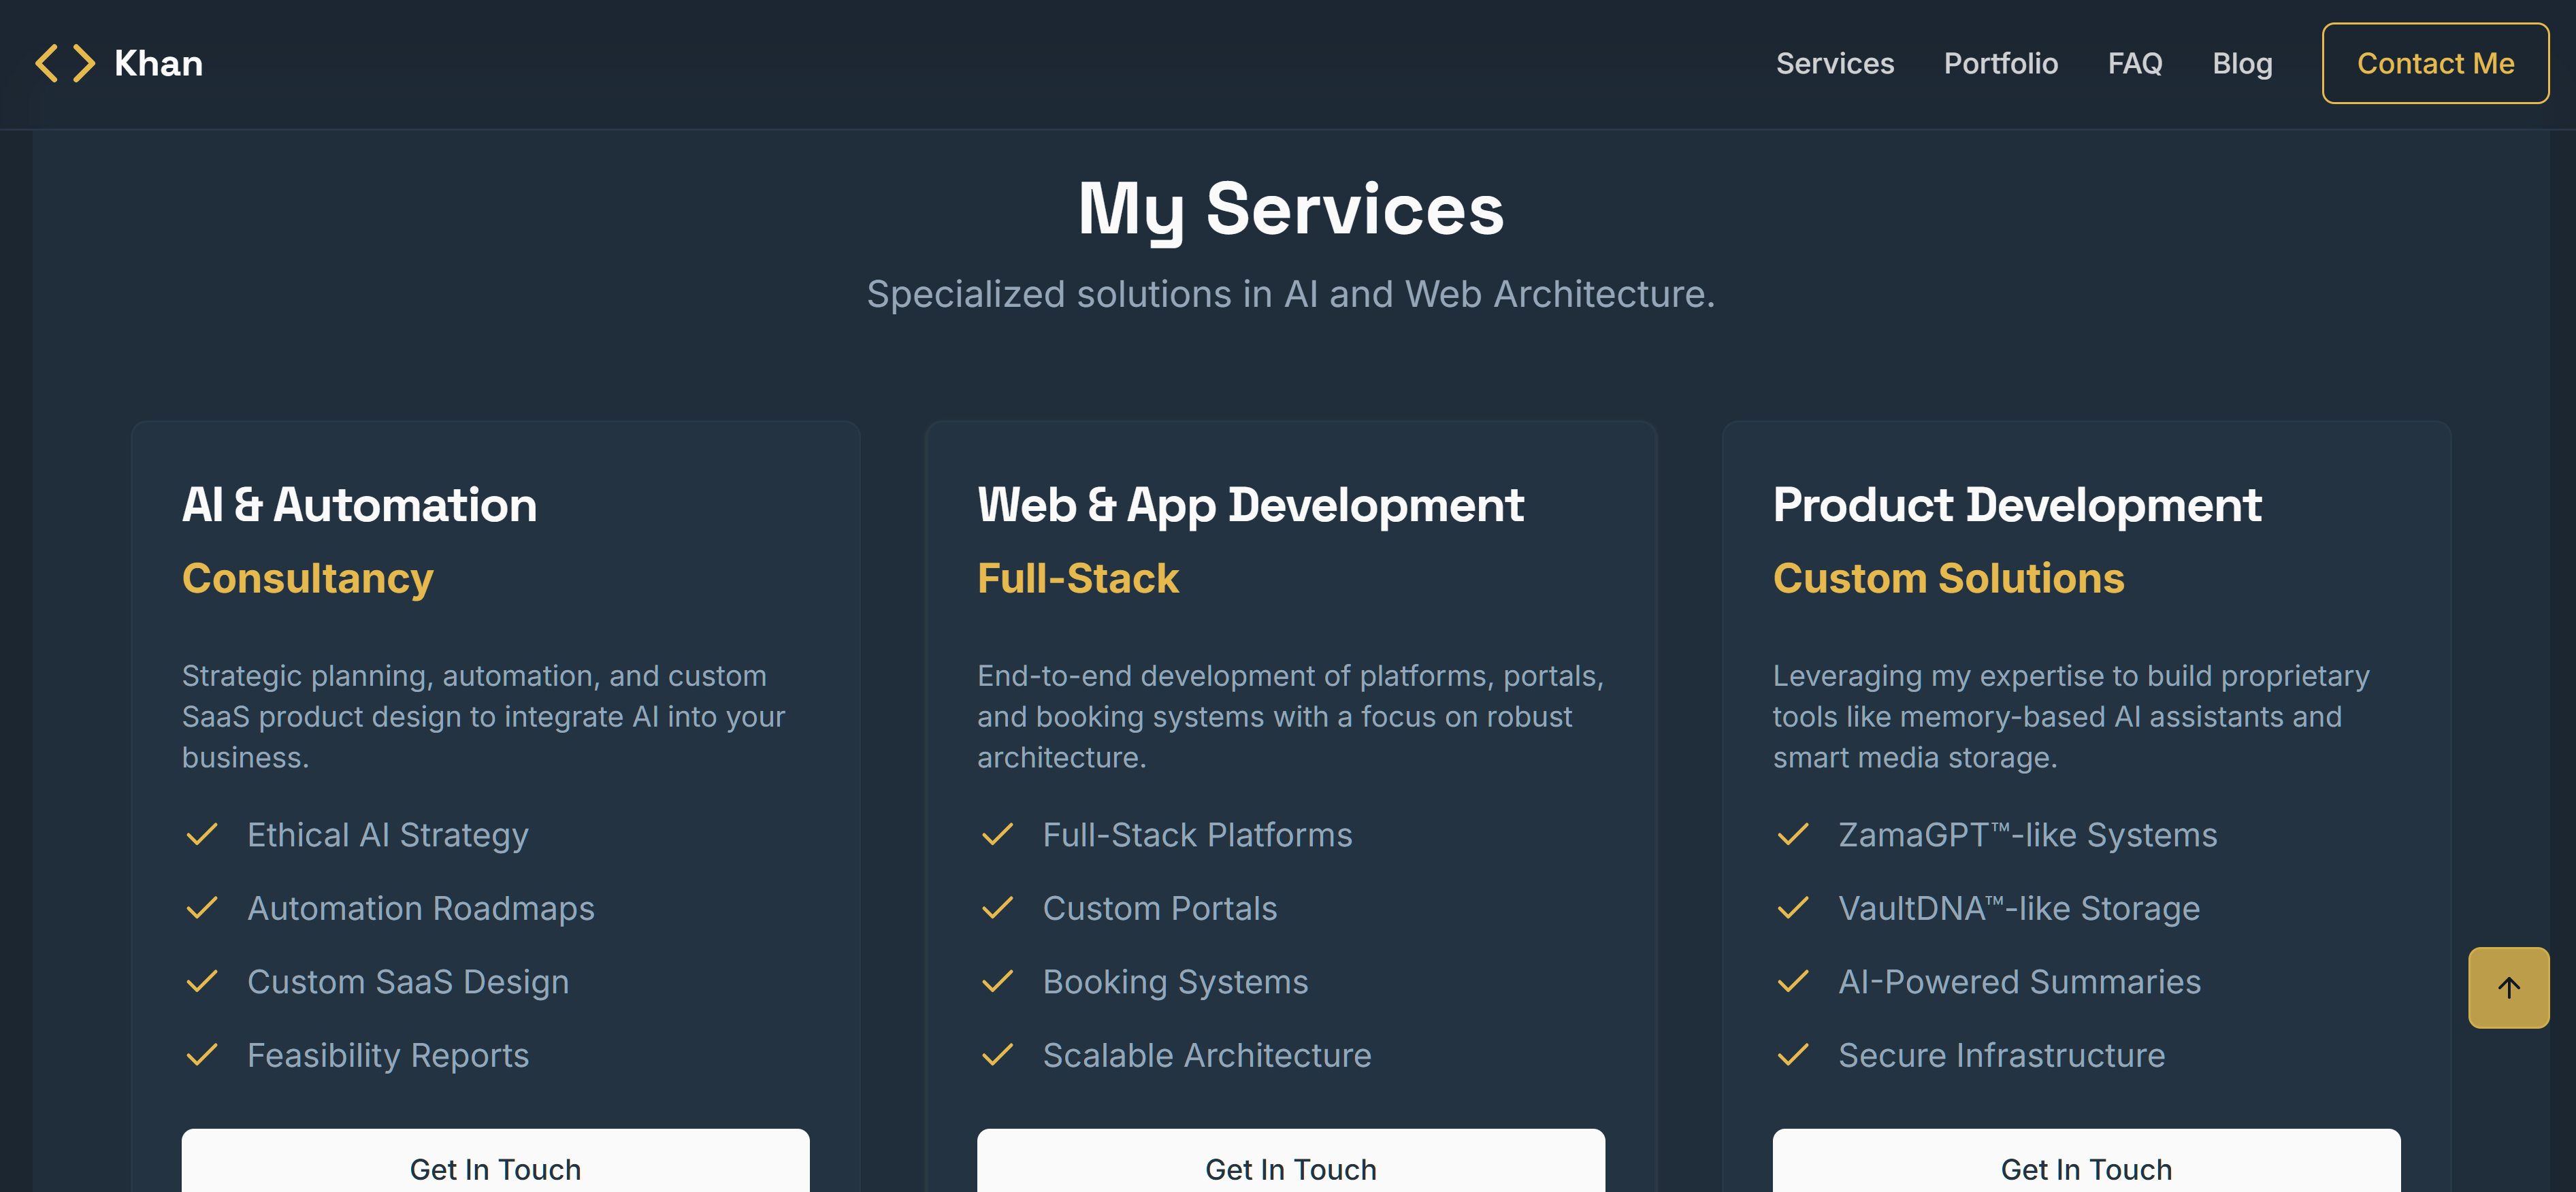 Khan
Services
Portfolio
FAQ
Blog
Contact Me
My Services
Specialized solutions in AI and Web Architecture.
AI & Automation
Consultancy
Strategic planning, automation, and custom
SaaS product design to integrate AI into your
business.
Ethical AI Strategy
Automation Roadmaps
Custom SaaS Design
Feasibility Reports
Get In Touch
Web & App Development
Full-Stack
End-to-end development of platforms, portals,
and booking systems with a focus on robust
architecture.
Full-Stack Platforms
Custom Portals
Booking Systems
Scalable Architecture
Get In Touch
Product Development
Custom Solutions
Leveraging my expertise to build proprietary
tools like memory-based AI assistants and
smart media storage.
ZamaGPT™-like Systems
VaultDNA™-like Storage
AI-Powered Summaries
Secure Infrastructure
Get In Touch